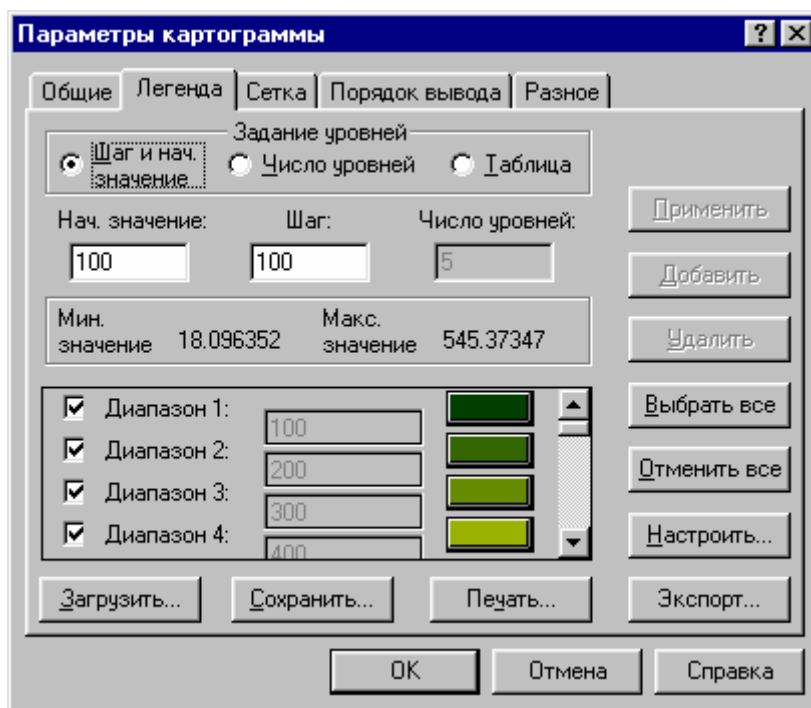 Параметры картограммы
Общие Легенда Сетка Порядок вывода Разное
Задание уровней
Шаг и нач. значение
Число уровней
Таблица
Нач. значение: Шаг: Число уровней:
100 100 5
Мин. значение 18.096352 Макс. значение 545.37347
Диапазон 1:
100
Диапазон 2:
200
Диапазон 3:
300
Диапазон 4:
400
Применить
Добавить
Удалить
Выбрать все
Отменить все
Настроить...
Загрузить... Сохранить... Печать... Экспорт...
OK Отмена Справка